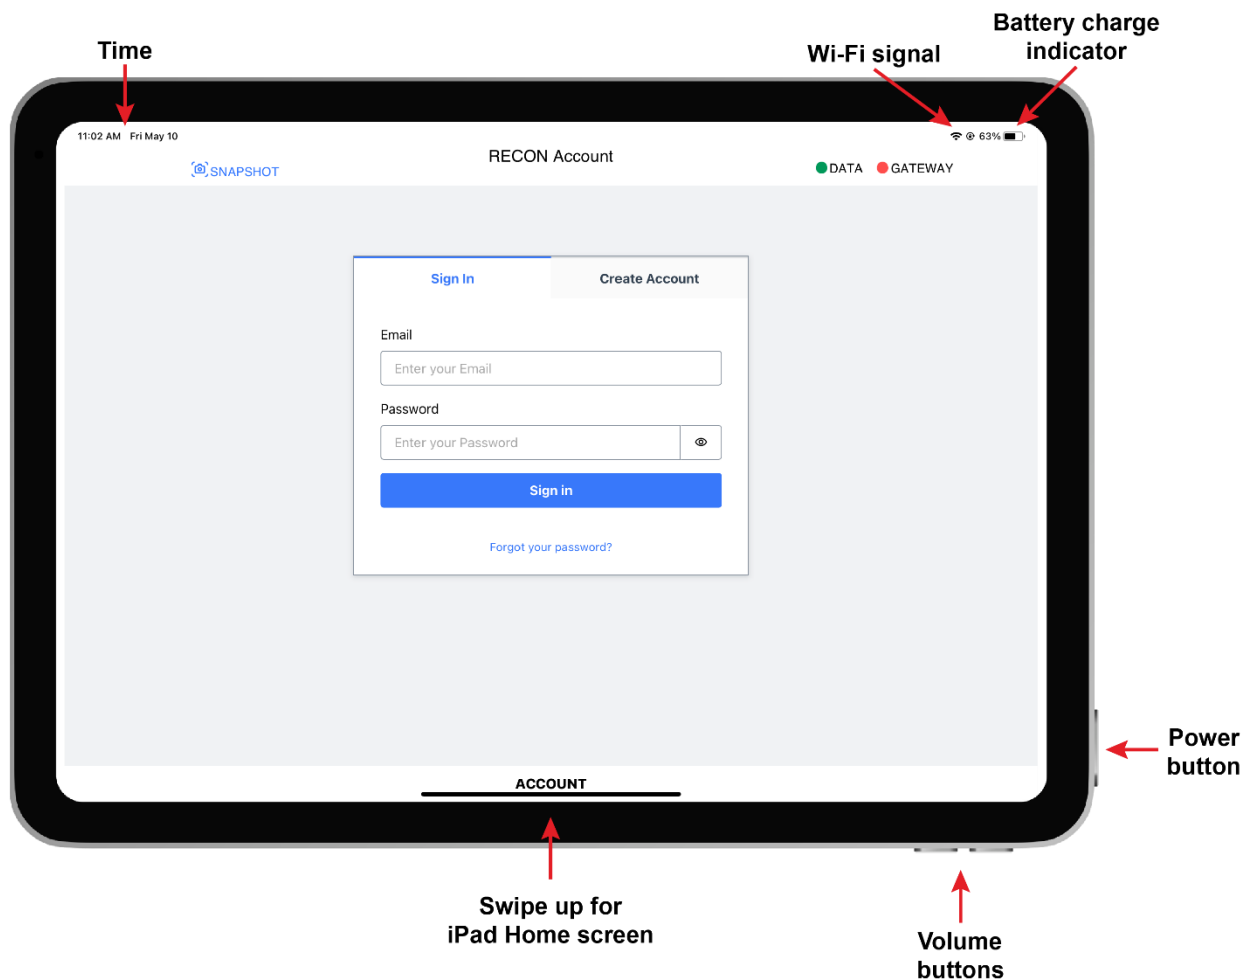 Time
Wi-Fi signal
Battery charge
indicator
11:02 AM Fri May 10
63%
SNAPSHOT
RECON Account
DATA
GATEWAY
Sign In
Create Account
Email
Enter your Email
Password
Enter your Password
Sign in
Forgot your password?
ACCOUNT
Power
button
Swipe up for
iPad Home screen
Volume
buttons